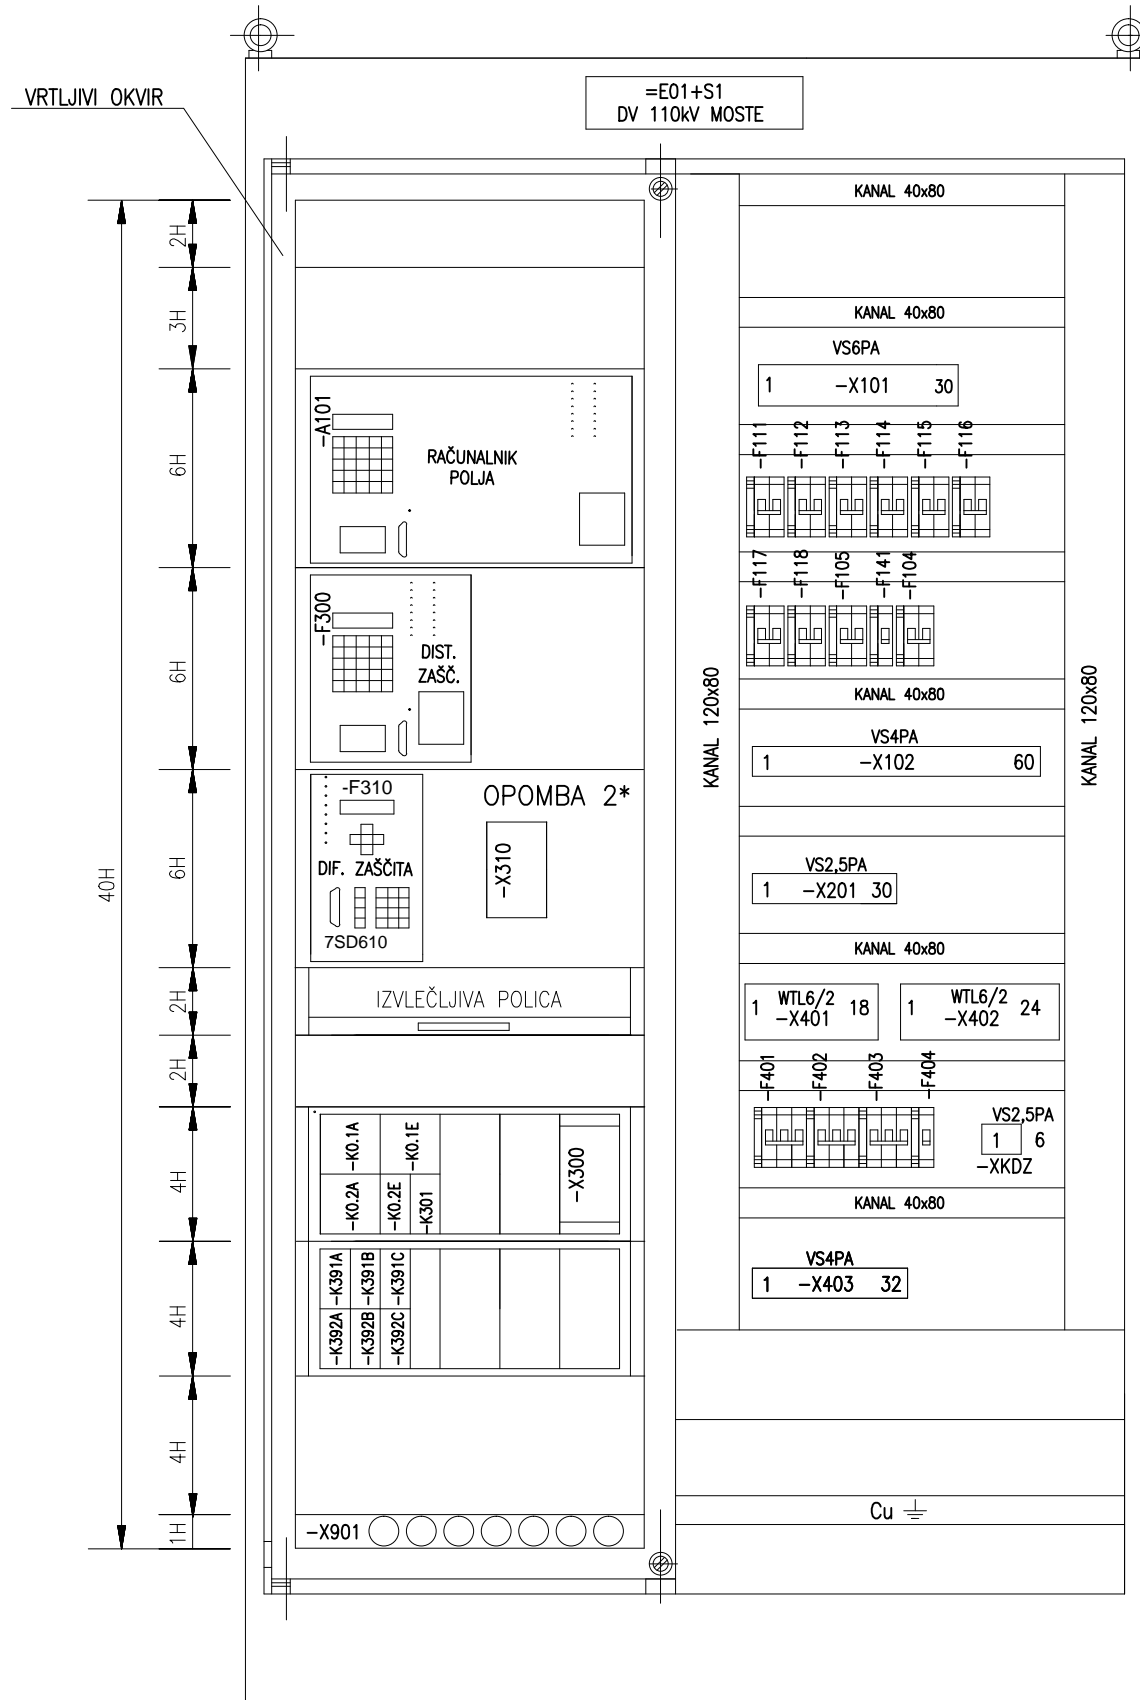 =E01+S1
DV 110kV MOSTE
VRTLJIVI OKVIR
40H
2H
3H
6H
6H
6H
2H
2H
4H
4H
4H
1H
-A101
RAČUNALNIK
POLJA
-F300
DIST.
ZAŠČ.
-F310
DIF. ZAŠČITA
7SD610
OPOMBA 2*
-X310
IZVLEČLJIVA POLICA
-K0.1A
-K0.1E
-K0.2A
-K0.2E
-K301
-X300
-K391A
-K391B
-K391C
-K392A
-K392B
-K392C
-X901
KANAL 120x80
KANAL 40x80
KANAL 40x80
VS6PA
1 -X101 30
-F111
-F112
-F113
-F114
-F115
-F116
-F117
-F118
-F105
-F141
-F104
KANAL 40x80
VS4PA
1 -X102 60
VS2,5PA
1 -X201 30
KANAL 40x80
1 WTL6/2 18
-X401
1 WTL6/2 24
-X402
-F401
-F402
-F403
-F404
VS2,5PA
1 6
-XKDZ
KANAL 40x80
VS4PA
1 -X403 32
KANAL 120x80
Cu